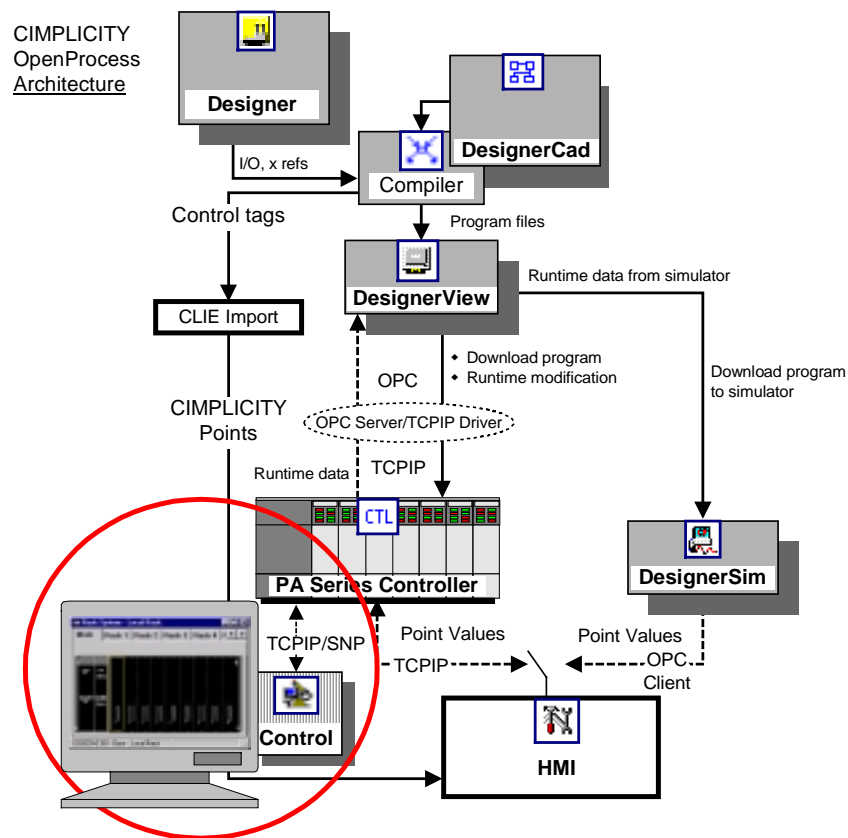 CIMPLICITY
OpenProcess
Architecture
Designer
DesignerCad
I/O, x refs
Compiler
Control tags
Program files
Runtime data from simulator
DesignerView
CLIE Import
◆ Download program
◆ Runtime modification
OPC
Download program
to simulator
CIMPLICITY
Points
OPC Server/TCPIP Driver
TCPIP
Runtime data
CTL
PA Series Controller
DesignerSim
TCPIP/SNP
Point Values
Point Values
TCPIP
OPC
Client
Control
HMI